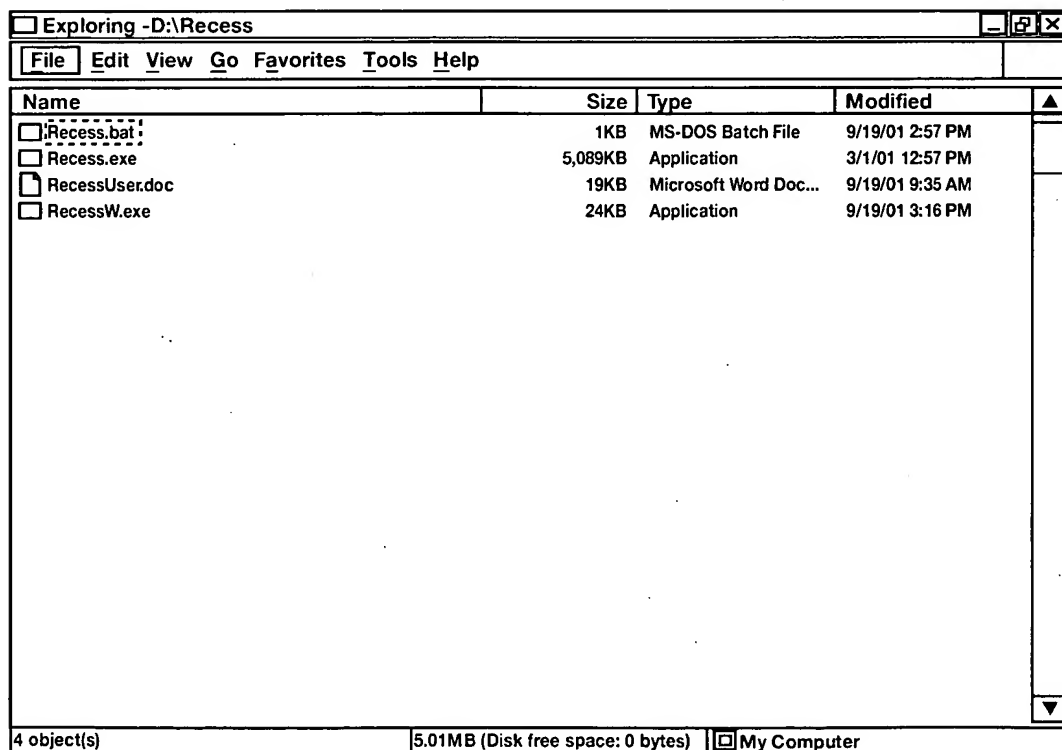 Exploring -D:\Recess
File Edit View Go Favorites Tools Help
Name Size Type Modified
Recess.bat 1KB MS-DOS Batch File 9/19/01 2:57 PM
Recess.exe 5,089KB Application 3/1/01 12:57 PM
RecessUser.doc 19KB Microsoft Word Doc... 9/19/01 9:35 AM
RecessW.exe 24KB Application 9/19/01 3:16 PM
4 object(s) 5.01MB (Disk free space: 0 bytes) My Computer